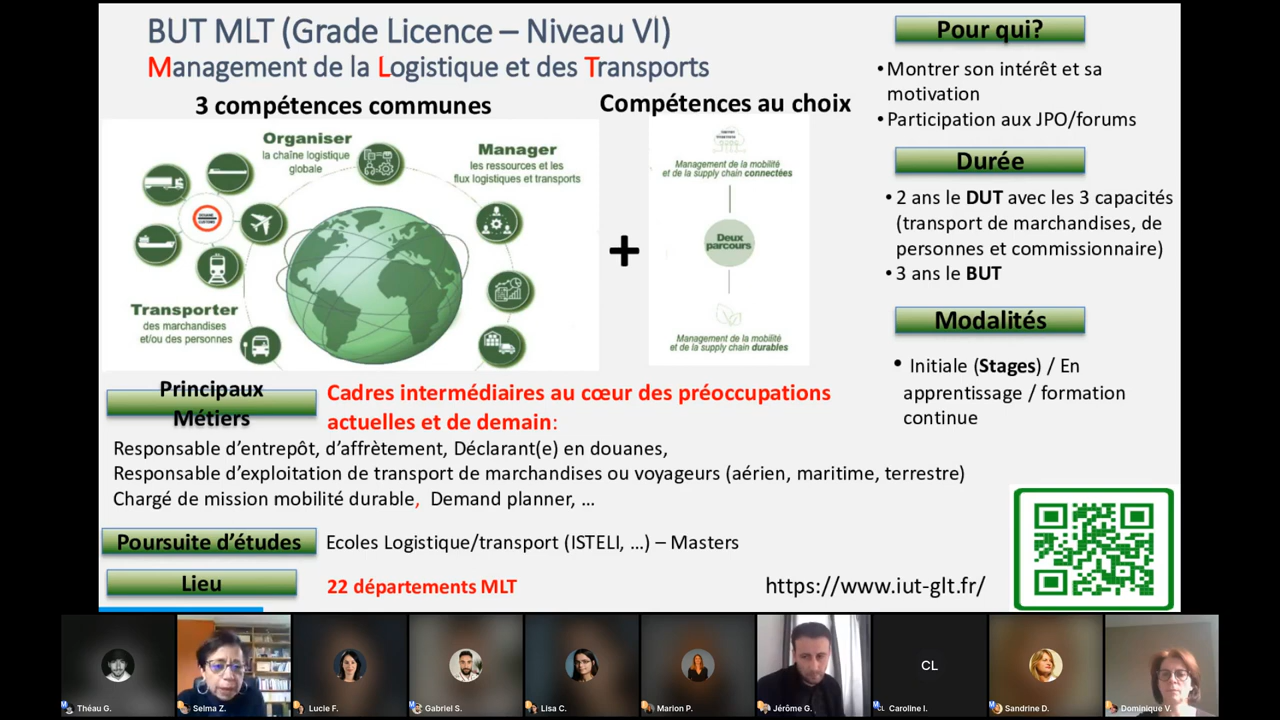 BUT MLT (Grade Licence – Niveau VI)
Management de la Logistique et des Transports
3 compétences communes
Organiser
la chaîne logistique
globale
Manager
les ressources et les
flux logistiques et transports
Transporter
des marchandises
et/ou des personnes
+
Compétences au choix
Management de la mobilité
et de la supply chain connectées
Deux
parcours
Management de la mobilité
et de la supply chain durables
Pour qui?
• Montrer son intérêt et sa
motivation
• Participation aux JPO/forums
Durée
• 2 ans le DUT avec les 3 capacités
(transport de marchandises, de
personnes et commissionnaire)
• 3 ans le BUT
Modalités
• Initiale (Stages) / En
apprentissage / formation
continue
Principaux
Métiers
Cadres intermédiaires au cœur des préoccupations
actuelles et de demain:
Responsable d’entrepôt, d’affrètement, Déclarant(e) en douanes,
Responsable d’exploitation de transport de marchandises ou voyageurs (aérien, maritime, terrestre)
Chargé de mission mobilité durable, Demand planner, …
Poursuite d’études
Ecoles Logistique/transport (ISTELI, …) – Masters
Lieu
22 départements MLT
https://www.iut-glt.fr/
CL
Théau G.
Selma Z.
Lucie F.
Gabriel S.
Lisa C.
Marion P.
Jérôme G.
Caroline I.
Sandrine D.
Dominique V.